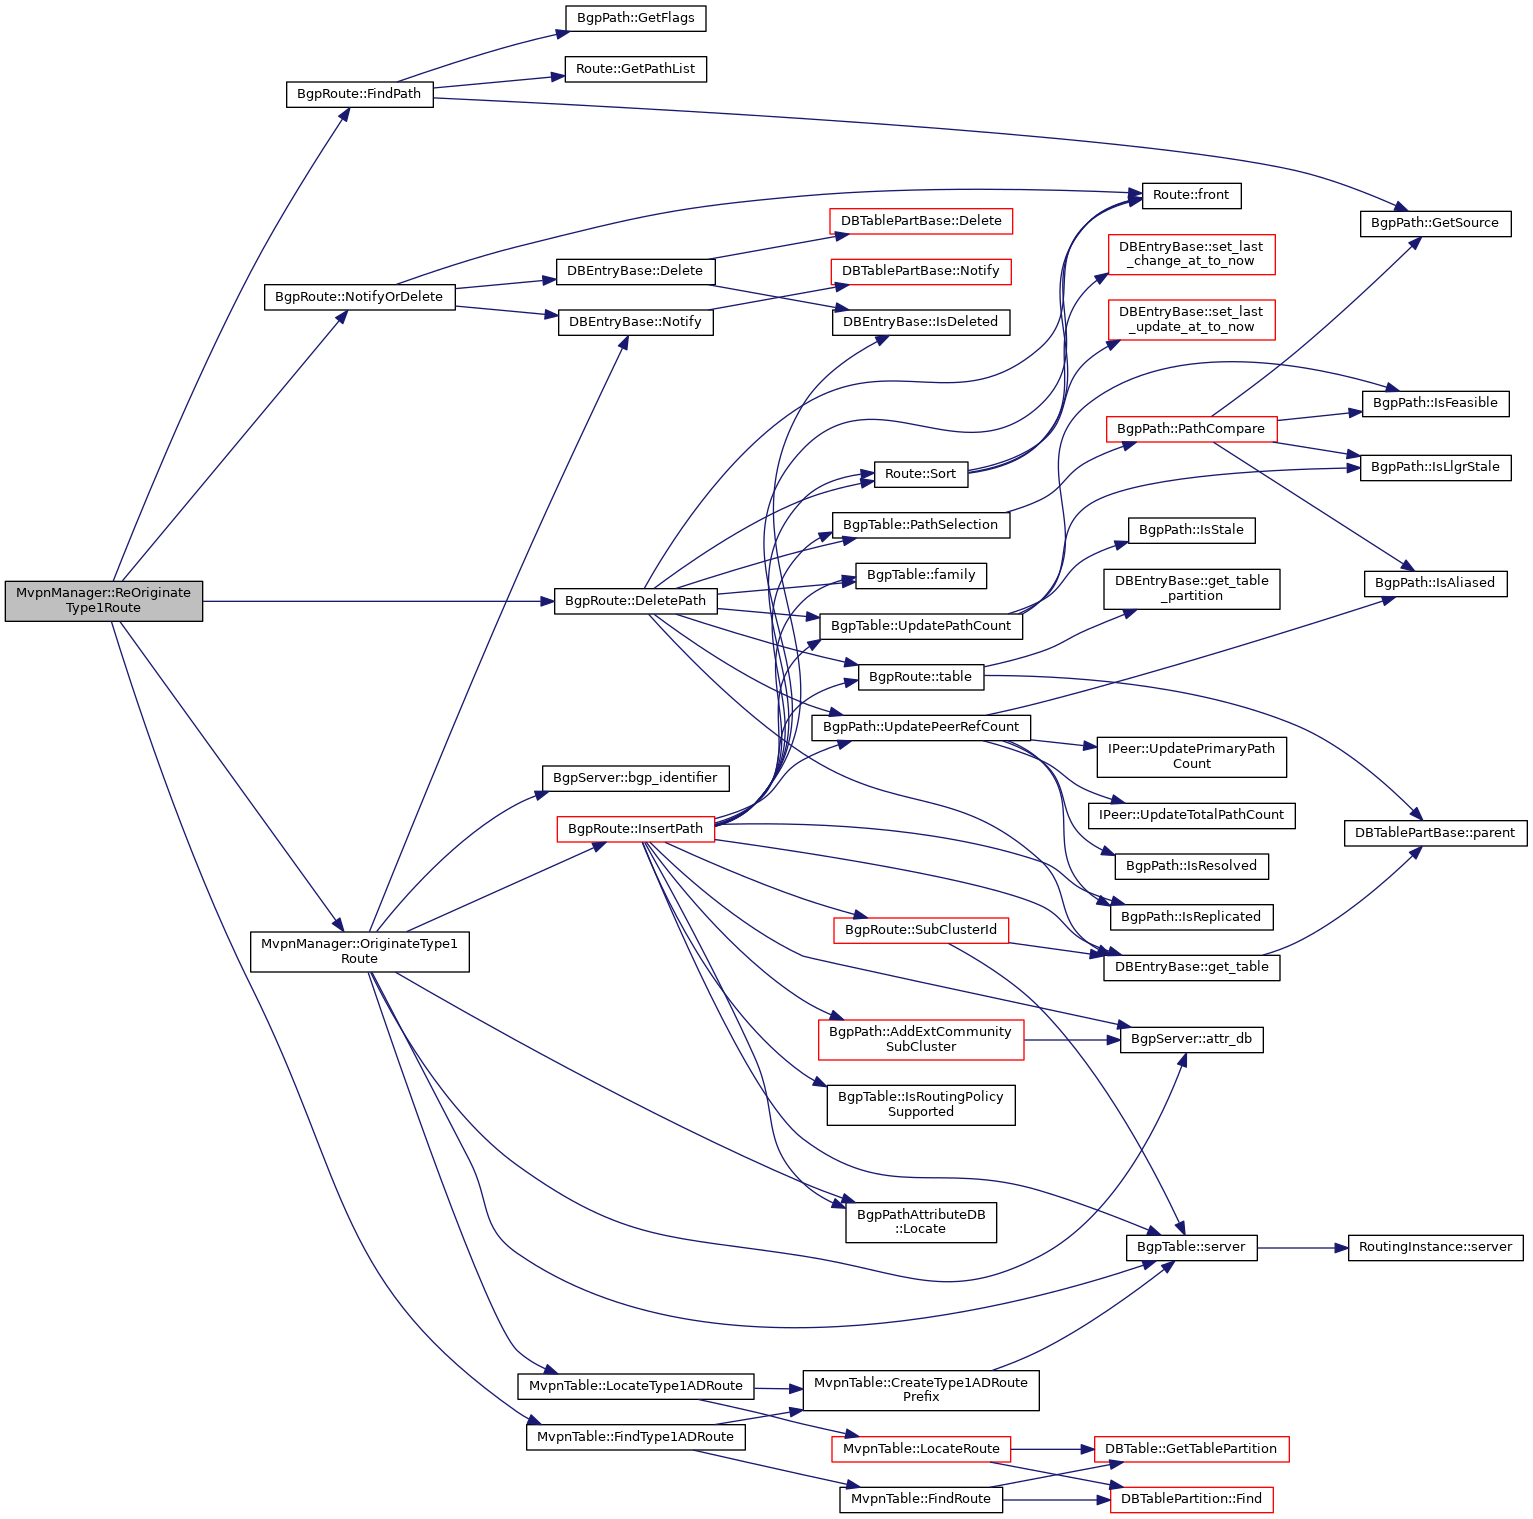 BgpPath::GetFlags
Route::GetPathList
BgpRoute::FindPath
Route::front
DBTablePartBase::Delete
BgpPath::GetSource
DBEntryBase::set_last
_change_at_to_now
DBEntryBase::Delete
DBTablePartBase::Notify
BgpRoute::NotifyOrDelete
DBEntryBase::Notify
DBEntryBase::IsDeleted
DBEntryBase::set_last
_update_at_to_now
BgpPath::IsFeasible
BgpPath::PathCompare
BgpPath::IsLlgrStale
Route::Sort
BgpTable::PathSelection
BgpPath::IsStale
BgpTable::family
DBEntryBase::get_table
_partition
BgpPath::IsAliased
MvpnManager::ReOriginate
Type1Route
BgpRoute::DeletePath
BgpTable::UpdatePathCount
BgpRoute::table
BgpPath::UpdatePeerRefCount
IPeer::UpdatePrimaryPath
Count
BgpServer::bgp_identifier
IPeer::UpdateTotalPathCount
BgpRoute::InsertPath
DBTablePartBase::parent
BgpPath::IsResolved
BgpPath::IsReplicated
BgpRoute::SubClusterId
MvpnManager::OriginateType1
Route
DBEntryBase::get_table
BgpPath::AddExtCommunity
SubCluster
BgpServer::attr_db
BgpTable::IsRoutingPolicy
Supported
BgpPathAttributeDB
::Locate
BgpTable::server
RoutingInstance::server
MvpnTable::LocateType1ADRoute
MvpnTable::CreateType1ADRoute
Prefix
MvpnTable::FindType1ADRoute
MvpnTable::LocateRoute
DBTable::GetTablePartition
MvpnTable::FindRoute
DBTablePartition::Find